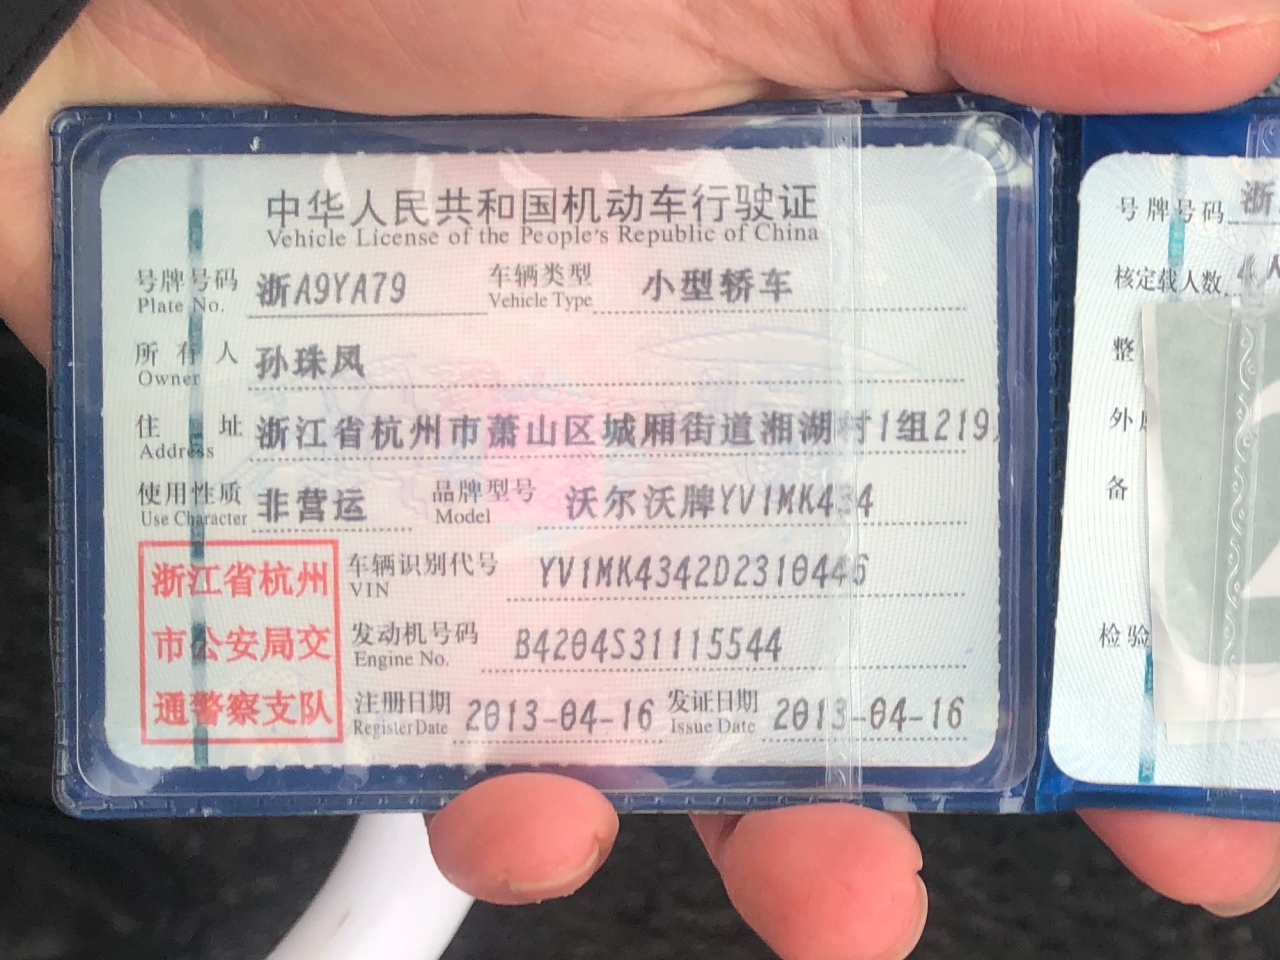 中华人民共和国机动车行驶证
Vehicle License of the People's Republic of China
号牌号码 浙A9YA79 车辆类型 小型轿车
Plate No. Vehicle Type
所有人 孙珠凤
Owner
住址 浙江省杭州市萧山区城厢街道湘湖村1组219
Address
使用性质 非营运 品牌型号 沃尔沃牌YV1MK434
Use Character Model
浙江省杭州
市公安局交
通警察支队
车辆识别代号 YV1MK4342D2310446
VIN
发动机号码 B4204S31115544
Engine No.
注册日期 2013-04-16 发证日期 2013-04-16
Register Date Issue Date
号牌号码 浙
核定载人数 4人
整
外
备
检验
2